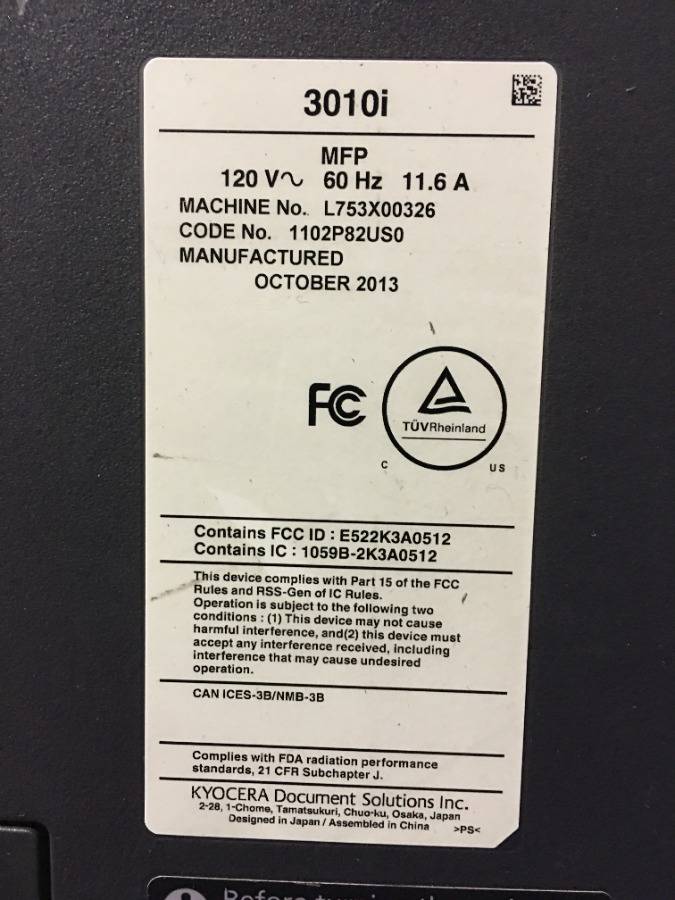 3010i
MFP
120 V~ 60 Hz 11.6 A
MACHINE No. L753X00326
CODE No. 1102P82US0
MANUFACTURED
OCTOBER 2013
FC
TÜVRheinland
C US
Contains FCC ID : E522K3A0512
Contains IC : 1059B-2K3A0512
This device complies with Part 15 of the FCC
Rules and RSS-Gen of IC Rules.
Operation is subject to the following two
conditions : (1) This device may not cause
harmful interference, and(2) this device must
accept any interference received, including
interference that may cause undesired
operation.
CAN ICES-3B/NMB-3B
Complies with FDA radiation performance
standards, 21 CFR Subchapter J.
KYOCERA Document Solutions Inc.
2-28, 1-Chome, Tamatsukuri, Chuo-ku, Osaka, Japan
Designed in Japan / Assembled in China >PS<